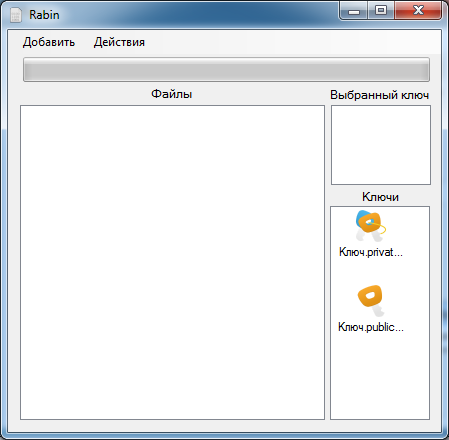 Rabin
Добавить Действия
Файлы
Выбранный ключ
Ключи
Ключ.privat...
Ключ.public...